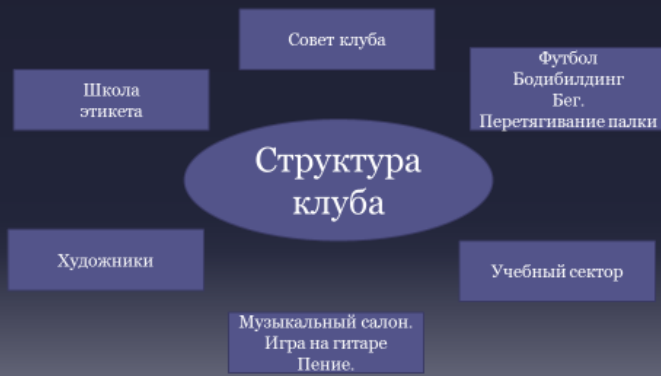 Совет клуба
Футбол
Бодибилдинг
Бег.
Перетягивание палки
Школа
этикета
Структура
клуба
Художники
Учебный сектор
Музыкальный салон.
Игра на гитаре
Пение.